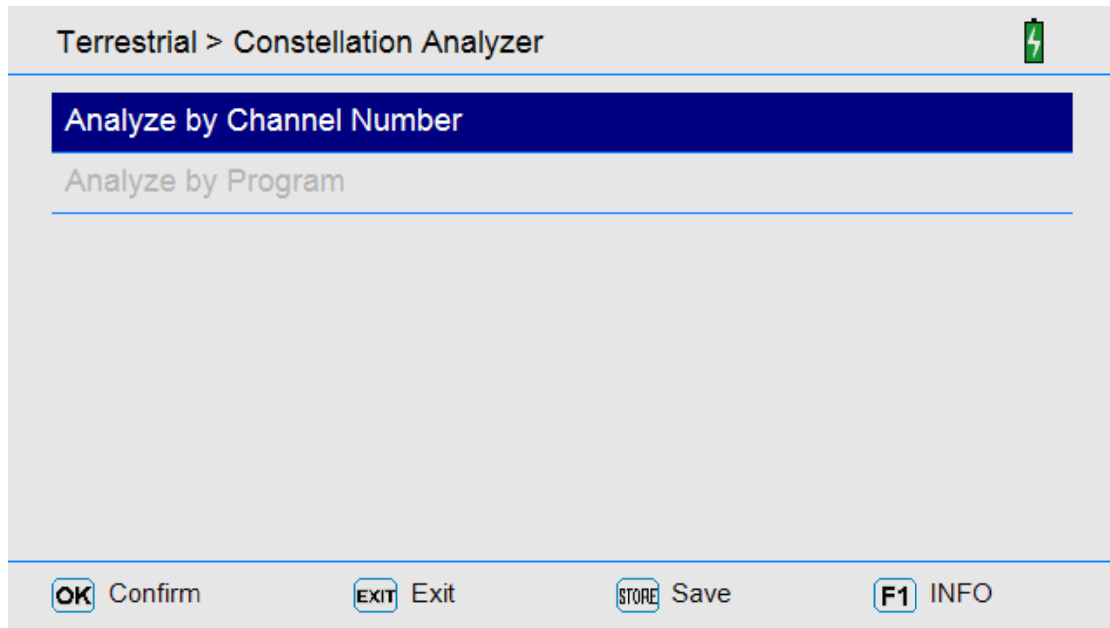 Terrestrial > Constellation Analyzer
Analyze by Channel Number
Analyze by Program
OK Confirm EXIT Exit STORE Save F1 INFO